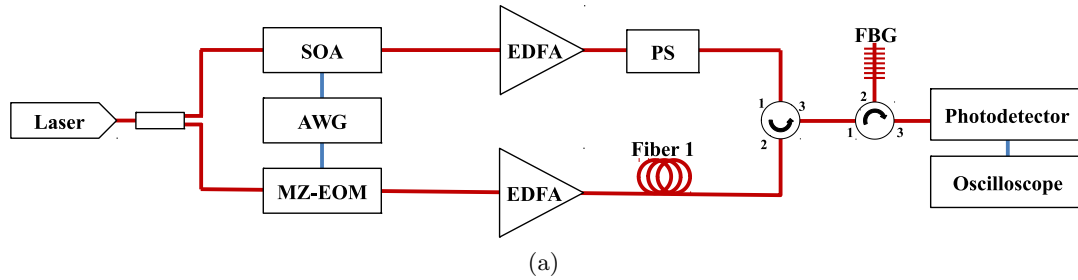 SOA
EDFA
PS
FBG
Laser
AWG
1
3
2
2
1
3
Photodetector
MZ-EOM
EDFA
Fiber 1
Oscilloscope
(a)